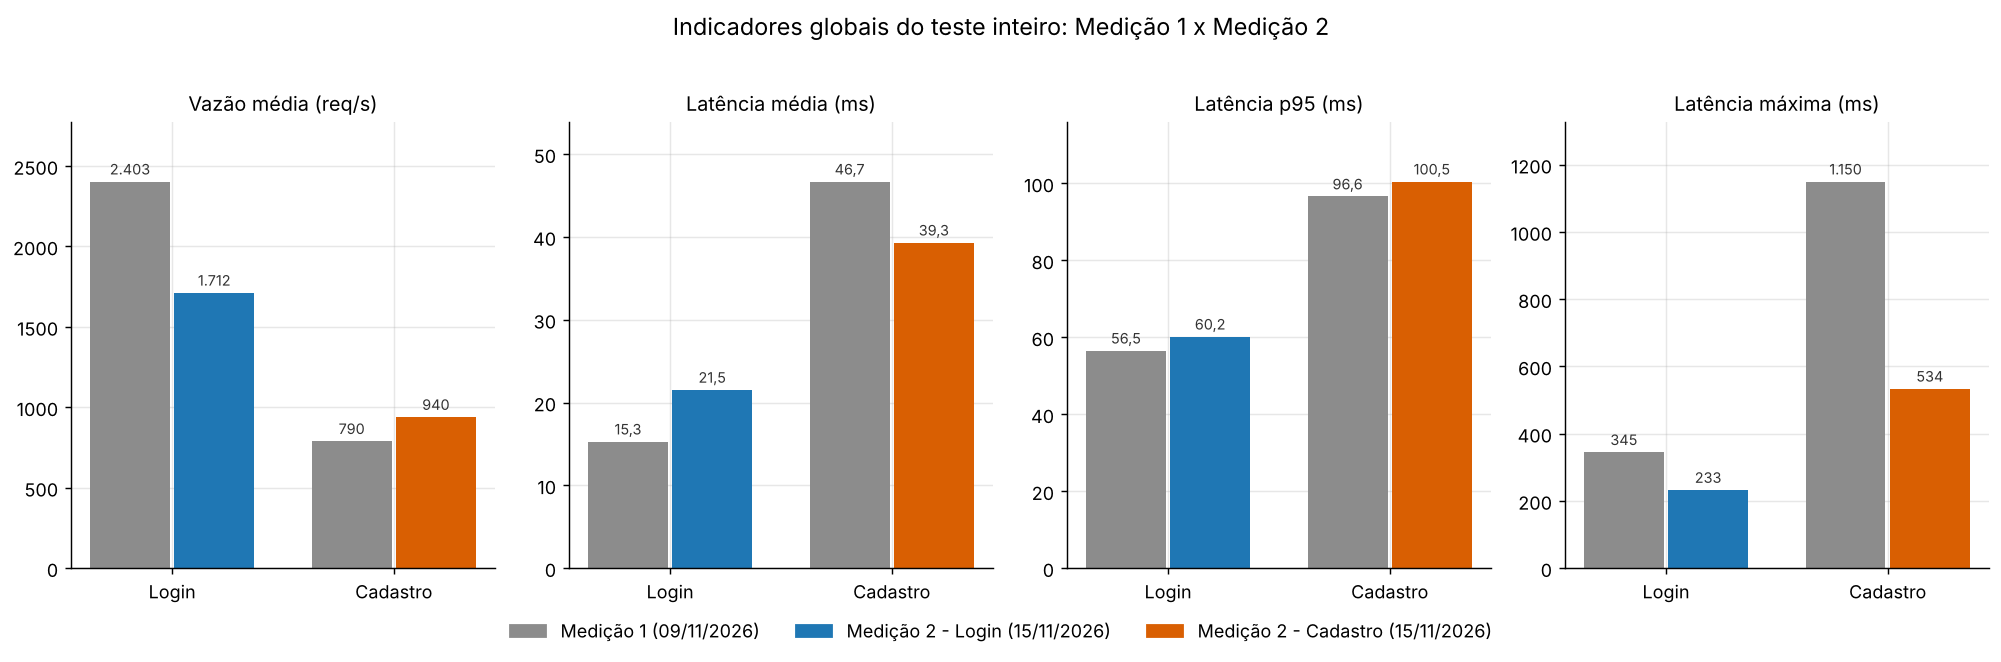 Indicadores globais do teste inteiro: Medição 1 x Medição 2
Vazão média (req/s)
2500
2000
1500
1000
500
0
2.403
1.712
790
940
Login
Cadastro
Latência média (ms)
50
40
30
20
10
0
15,3
21,5
46,7
39,3
Login
Cadastro
Latência p95 (ms)
100
80
60
40
20
0
56,5
60,2
96,6
100,5
Login
Cadastro
Latência máxima (ms)
1200
1000
800
600
400
200
0
345
233
1.150
534
Login
Cadastro
Medição 1 (09/11/2026)
Medição 2 - Login (15/11/2026)
Medição 2 - Cadastro (15/11/2026)